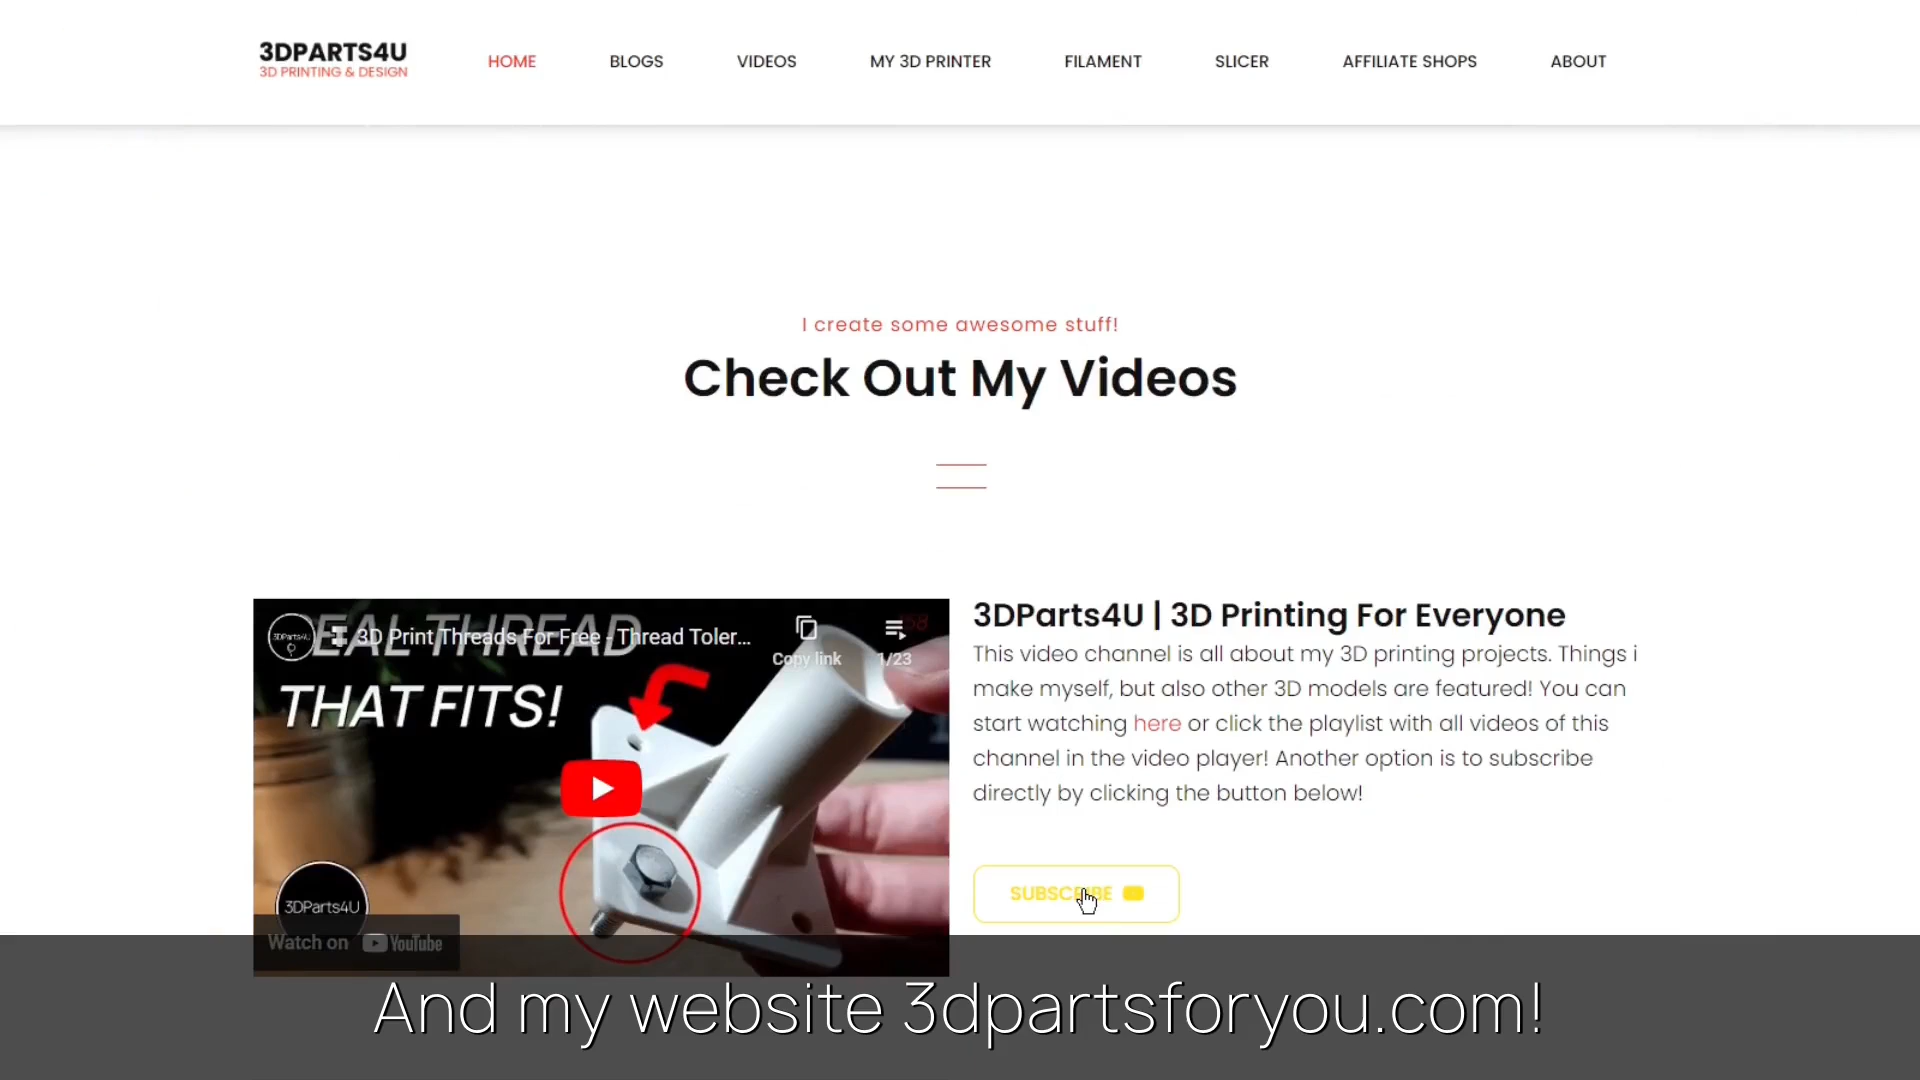 3DPARTS4U
3D PRINTING & DESIGN
HOME
BLOGS
VIDEOS
MY 3D PRINTER
FILAMENT
SLICER
AFFILIATE SHOPS
ABOUT
I create some awesome stuff!
Check Out My Videos
3DParts4U
3D Print Threads For Free - Thread Toler...
Copy link
1/23
THREAD
THAT FITS!
3DParts4U
Watch on YouTube
3DParts4U | 3D Printing For Everyone
This video channel is all about my 3D printing projects. Things i
make myself, but also other 3D models are featured! You can
start watching here or click the playlist with all videos of this
channel in the video player! Another option is to subscribe
directly by clicking the button below!
SUBSCRIBE
And my website 3dpartsforyou.com!